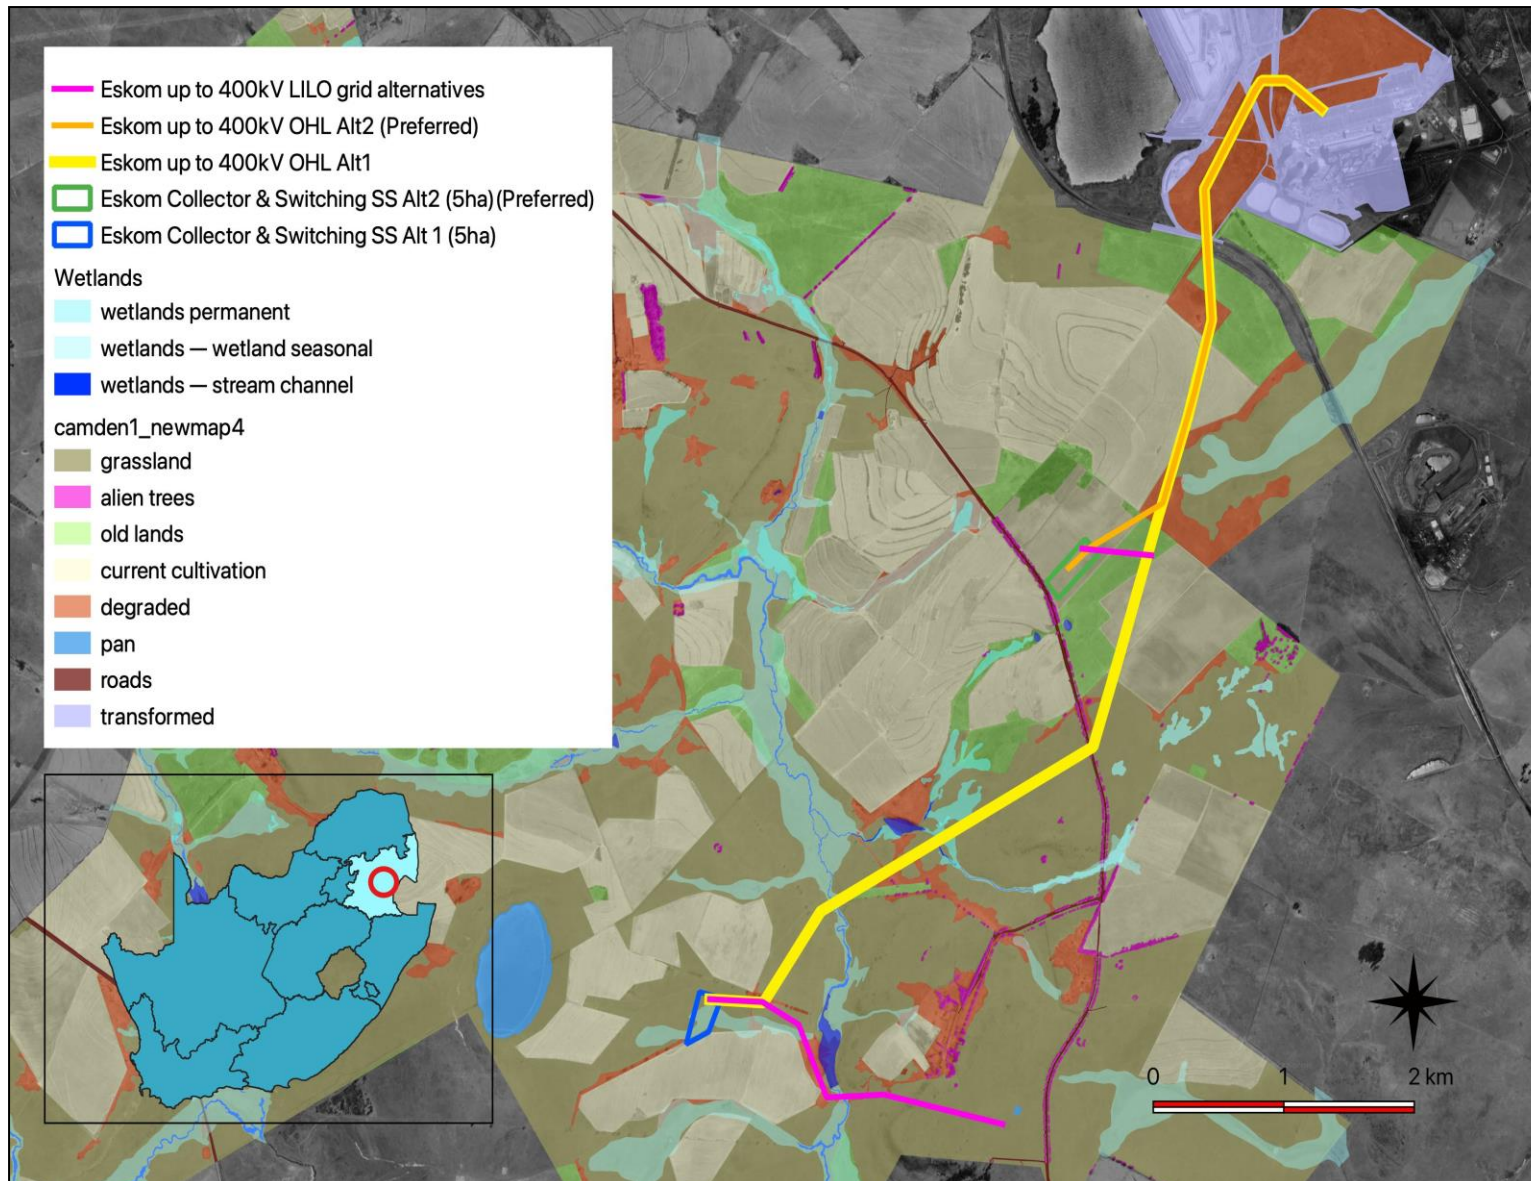 Eskom up to 400kV LILO grid alternatives
Eskom up to 400kV OHL Alt2 (Preferred)
Eskom up to 400kV OHL Alt1
Eskom Collector & Switching SS Alt2 (5ha)(Preferred)
Eskom Collector & Switching SS Alt 1 (5ha)
Wetlands
wetlands permanent
wetlands — wetland seasonal
wetlands — stream channel
camden1_newmap4
grassland
alien trees
old lands
current cultivation
degraded
pan
roads
transformed
0 1 2 km